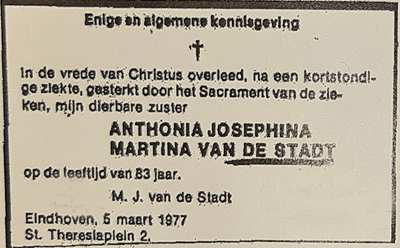 Enige en algemene kennisgeving
In de vrede van Christus overleed, na een kortstondi-
ge ziekte, gesterkt door het Sacrament van de zie-
ken, mijn dierbare zuster
ANTHONIA JOSEPHINA
MARTINA VAN DE STADT
op de leeftijd van 83 jaar.
M. J. van de Stadt
Eindhoven, 5 maart 1977
St. Theresiaplein 2.